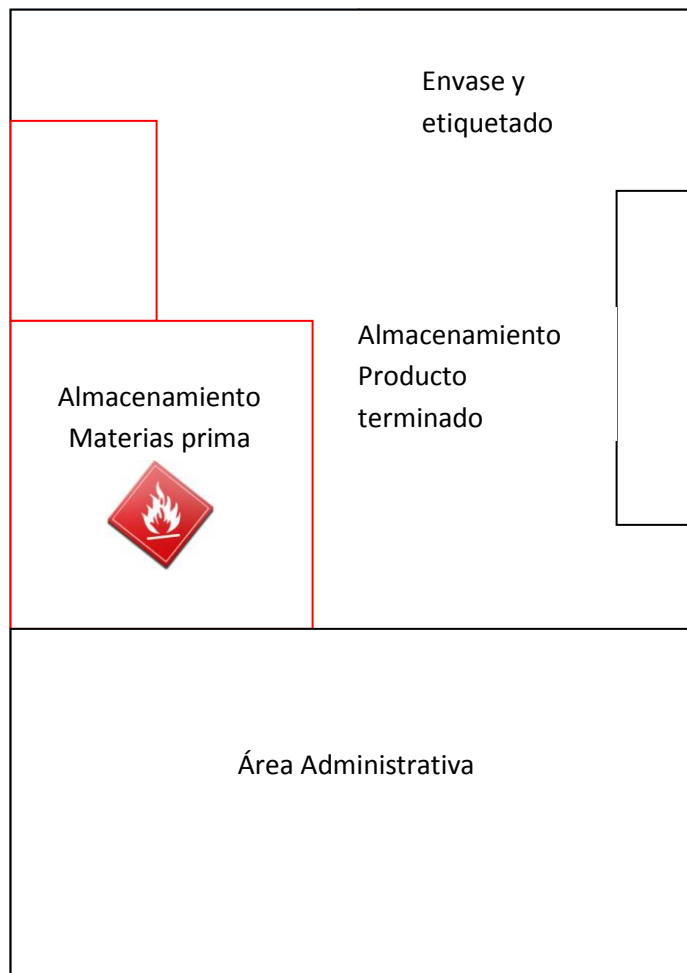 Envase y
etiquetado
Almacenamiento
Producto
terminado
Almacenamiento
Materias prima
Área Administrativa